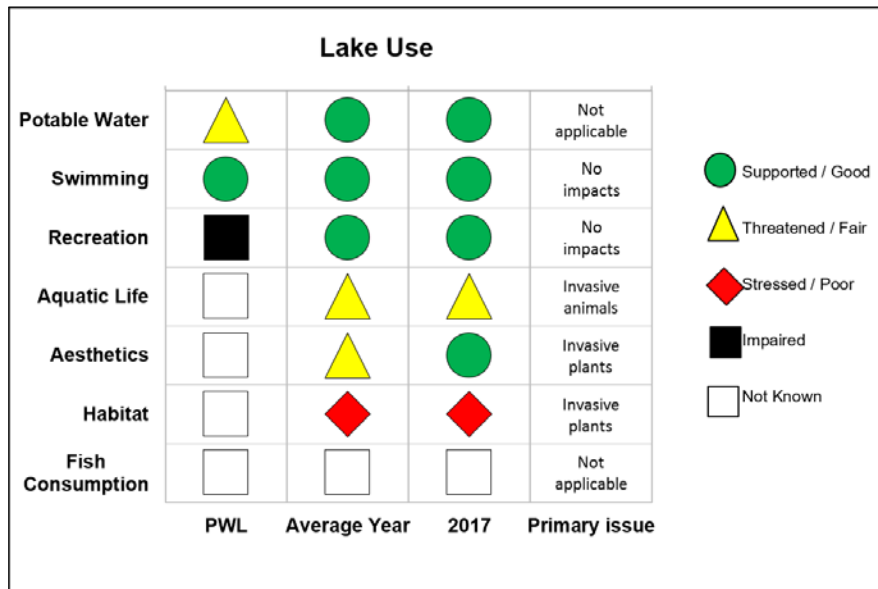 Lake Use
Potable Water
Not
applicable
Swimming
No
impacts
Recreation
No
impacts
Aquatic Life
Invasive
animals
Aesthetics
Invasive
plants
Habitat
Invasive
plants
Fish
Consumption
Not
applicable
PWL
Average Year
2017
Primary issue
Supported / Good
Threatened / Fair
Stressed / Poor
Impaired
Not Known